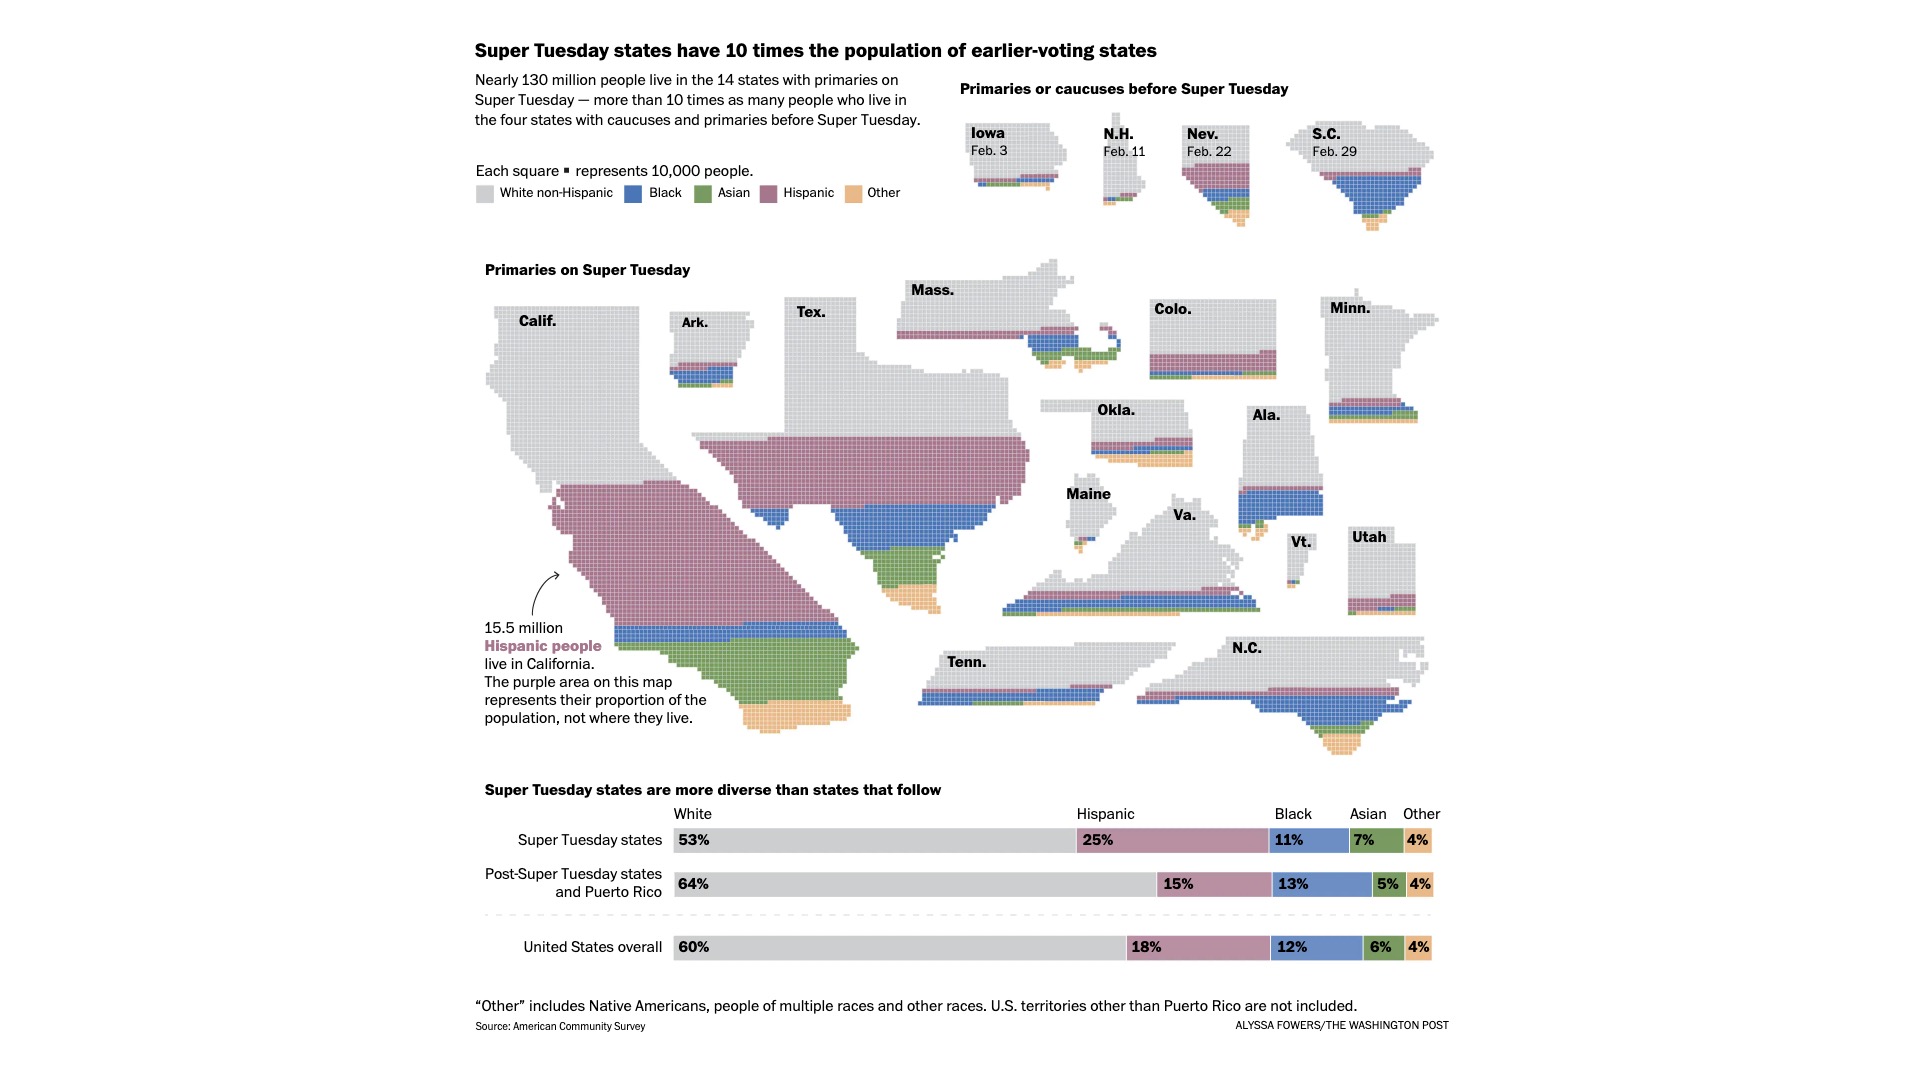 Super Tuesday states have 10 times the population of earlier-voting states
Nearly 130 million people live in the 14 states with primaries on
Super Tuesday — more than 10 times as many people who live in
the four states with caucuses and primaries before Super Tuesday.
Each square ▪ represents 10,000 people.
White non-Hispanic Black Asian Hispanic Other
Primaries or caucuses before Super Tuesday
Iowa
Feb. 3
N.H.
Feb. 11
Nev.
Feb. 22
S.C.
Feb. 29
Primaries on Super Tuesday
Calif.
Ark.
Tex.
Mass.
Colo.
Minn.
Okla.
Ala.
Maine
Va.
Vt.
Utah
Tenn.
N.C.
15.5 million
Hispanic people
live in California.
The purple area on this map
represents their proportion of the
population, not where they live.
Super Tuesday states are more diverse than states that follow
White Hispanic Black Asian Other
Super Tuesday states 53% 25% 11% 7% 4%
Post-Super Tuesday states
and Puerto Rico
64% 15% 13% 5% 4%
United States overall 60% 18% 12% 6% 4%
“Other” includes Native Americans, people of multiple races and other races. U.S. territories other than Puerto Rico are not included.
Source: American Community Survey
ALYSSA FOWERS/THE WASHINGTON POST